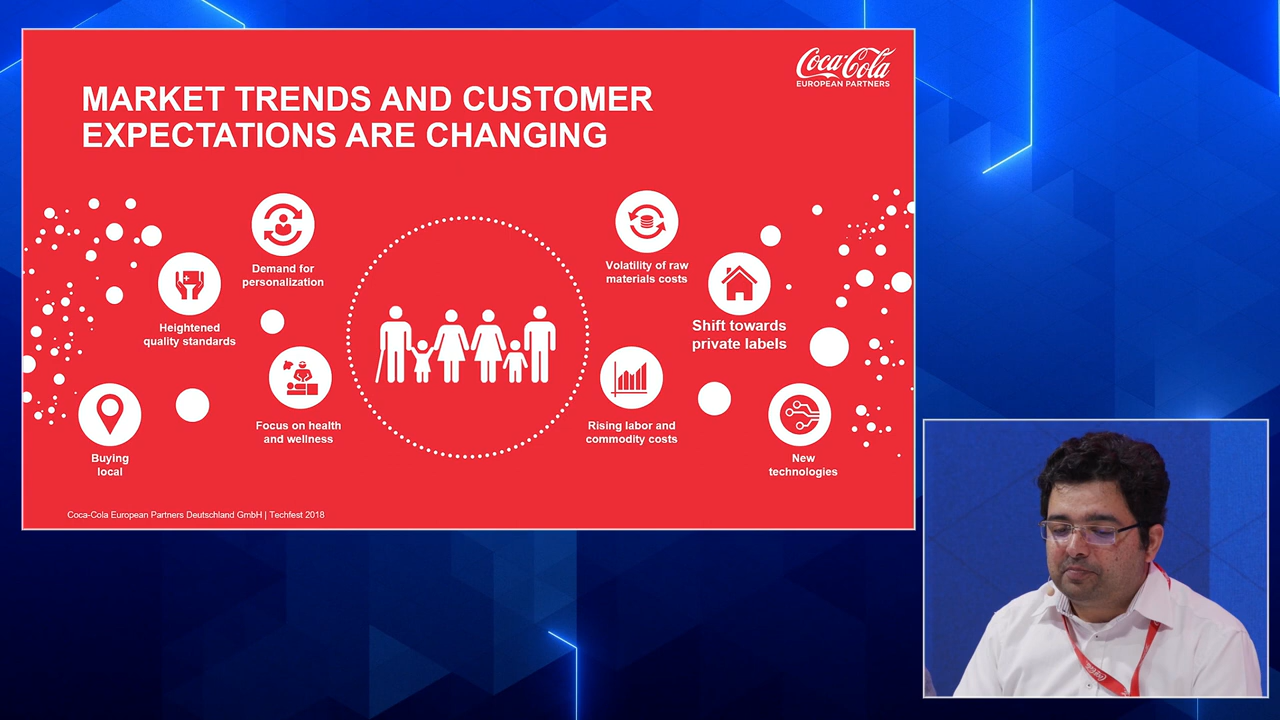 Coca-Cola
EUROPEAN PARTNERS
MARKET TRENDS AND CUSTOMER
EXPECTATIONS ARE CHANGING
Demand for
personalization
Heightened
quality standards
Focus on health
and wellness
Buying
local
Volatility of raw
materials costs
Shift towards
private labels
Rising labor and
commodity costs
New
technologies
Coca-Cola European Partners Deutschland GmbH | Techfest 2018